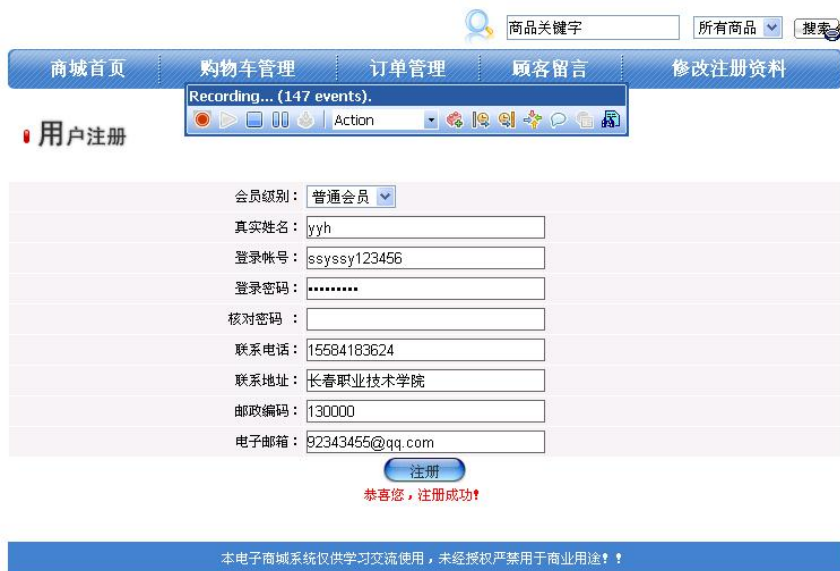 商品关键字 所有商品 搜索
商城首页 购物车管理 订单管理 顾客留言 修改注册资料
Recording... (147 events).
Action
用户注册
会员级别： 普通会员
真实姓名： yyh
登录帐号： ssyssy123456
登录密码： •••••••••
核对密码 ：
联系电话： 15584183624
联系地址： 长春职业技术学院
邮政编码： 130000
电子邮箱： 92343455@qq.com
注册
恭喜您，注册成功！
本电子商城系统仅供学习交流使用，未经授权严禁用于商业用途！！